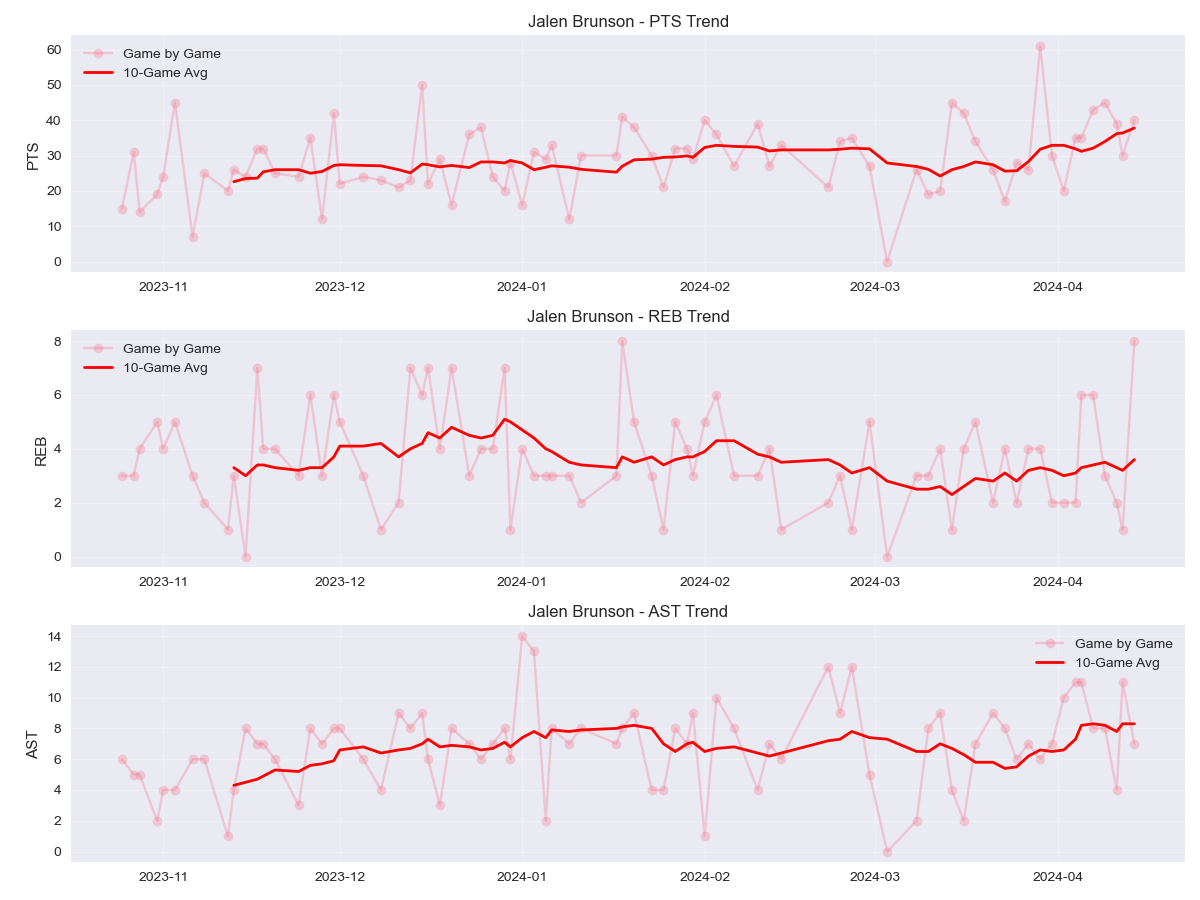 Jalen Brunson - PTS Trend
Game by Game
10-Game Avg
PTS
60
50
40
30
20
10
0
2023-11 2023-12 2024-01 2024-02 2024-03 2024-04
Jalen Brunson - REB Trend
Game by Game
10-Game Avg
REB
8
6
4
2
0
2023-11 2023-12 2024-01 2024-02 2024-03 2024-04
Jalen Brunson - AST Trend
Game by Game
10-Game Avg
AST
14
12
10
8
6
4
2
0
2023-11 2023-12 2024-01 2024-02 2024-03 2024-04